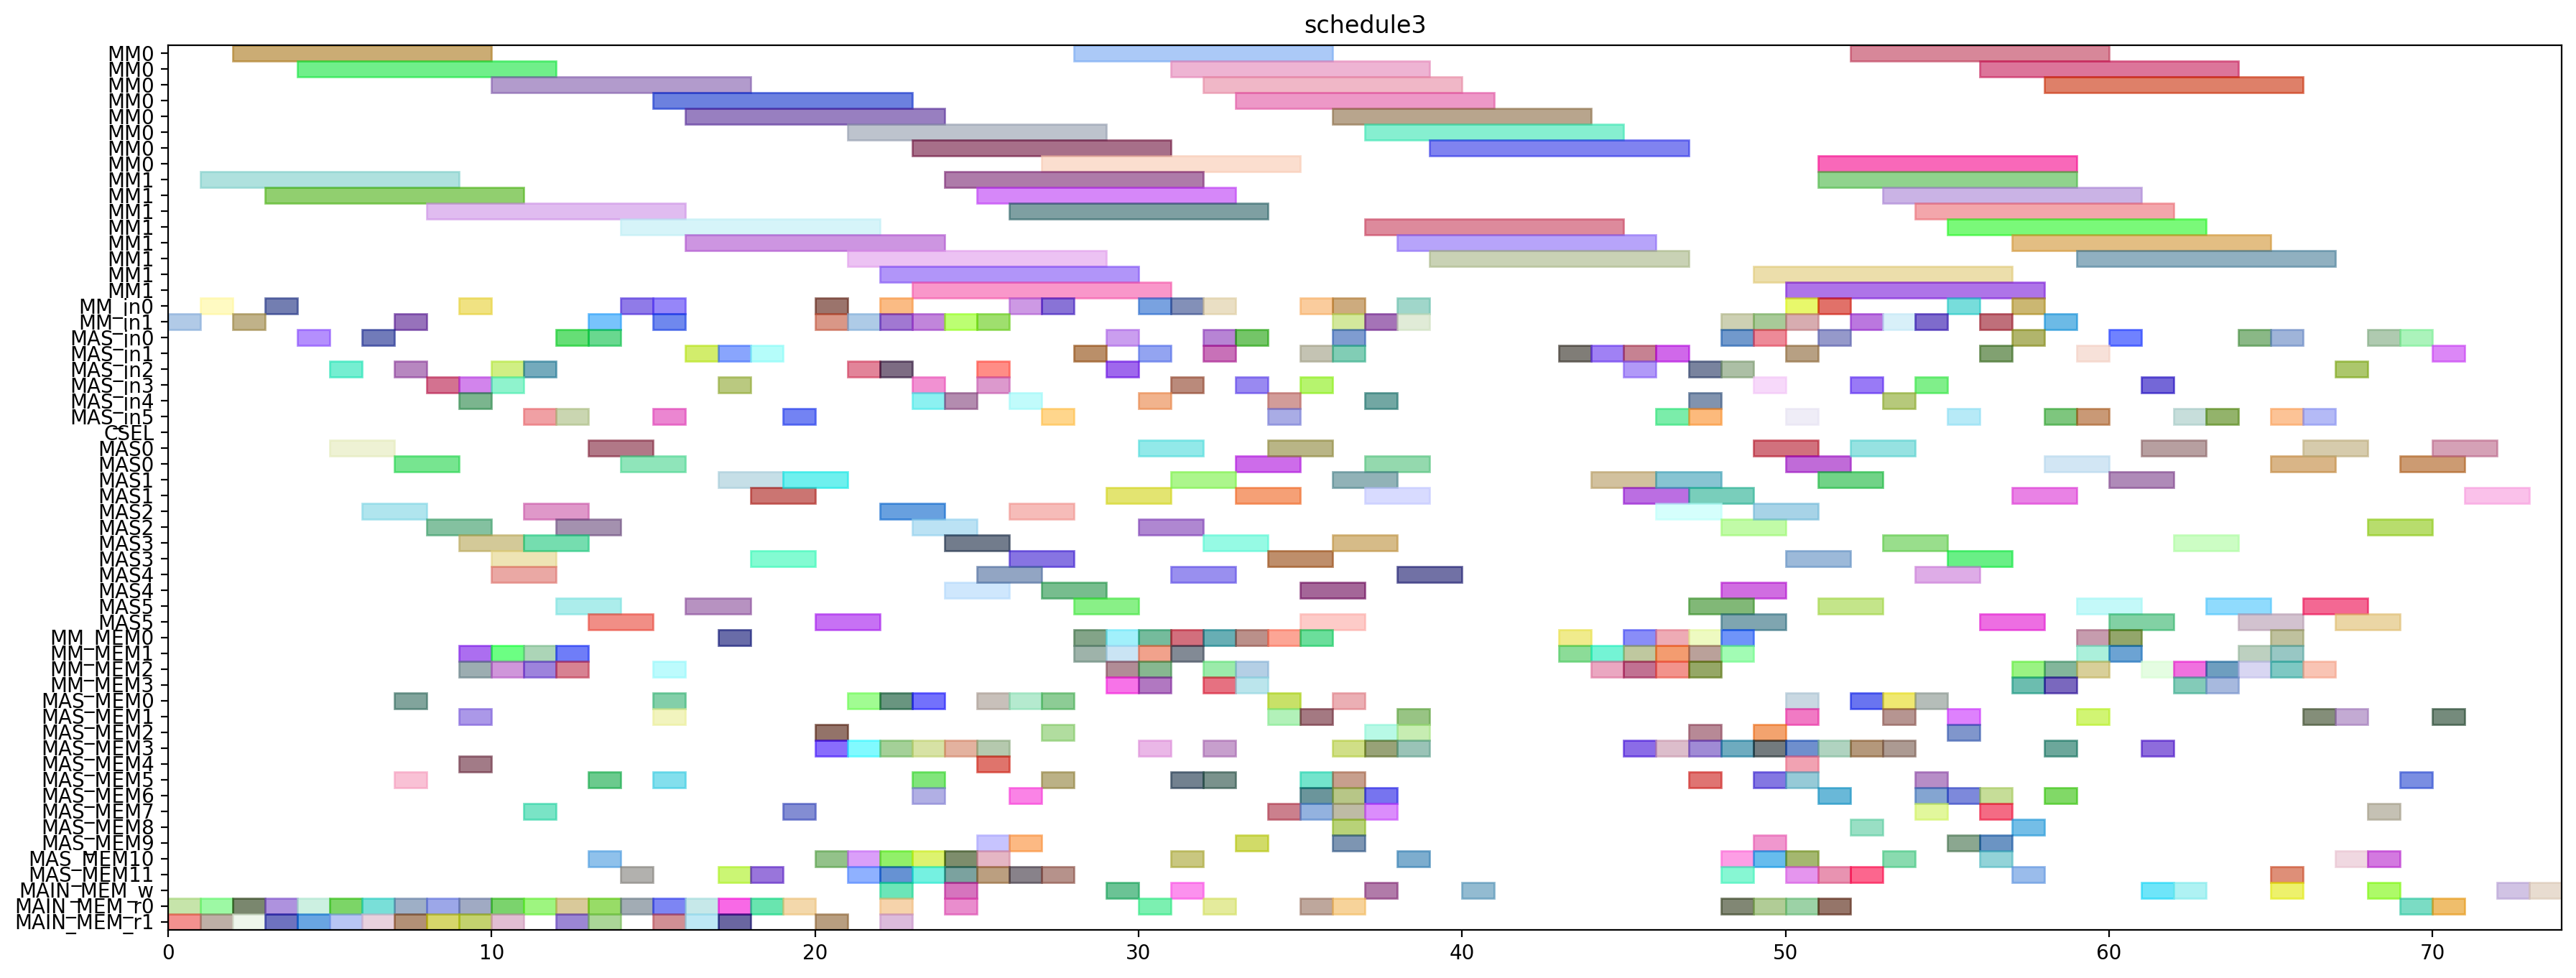 schedule3
MM0
MM0
MM0
MM0
MM0
MM0
MM0
MM0
MM1
MM1
MM1
MM1
MM1
MM1
MM1
MM1
MM_in0
MM_in1
MAS_in0
MAS_in1
MAS_in2
MAS_in3
MAS_in4
MAS_in5
CSEL
MAS0
MAS0
MAS1
MAS1
MAS2
MAS2
MAS3
MAS3
MAS4
MAS4
MAS5
MAS5
MM_MEM0
MM_MEM1
MM_MEM2
MM_MEM3
MAS_MEM0
MAS_MEM1
MAS_MEM2
MAS_MEM3
MAS_MEM4
MAS_MEM5
MAS_MEM6
MAS_MEM7
MAS_MEM8
MAS_MEM9
MAS_MEM10
MAS_MEM11
MAIN_MEM_w
MAIN_MEM_r0
MAIN_MEM_r1
0 10 20 30 40 50 60 70